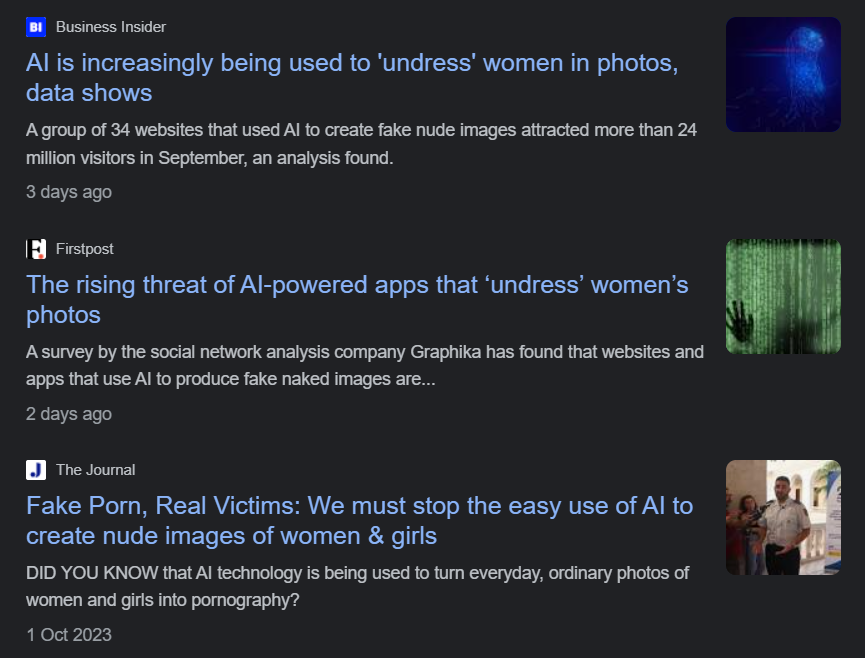 BI Business Insider
AI is increasingly being used to 'undress' women in photos,
data shows
A group of 34 websites that used AI to create fake nude images attracted more than 24
million visitors in September, an analysis found.
3 days ago
F. Firstpost
The rising threat of AI-powered apps that ‘undress’ women’s
photos
A survey by the social network analysis company Graphika has found that websites and
apps that use AI to produce fake naked images are...
2 days ago
J The Journal
Fake Porn, Real Victims: We must stop the easy use of AI to
create nude images of women & girls
DID YOU KNOW that AI technology is being used to turn everyday, ordinary photos of
women and girls into pornography?
1 Oct 2023